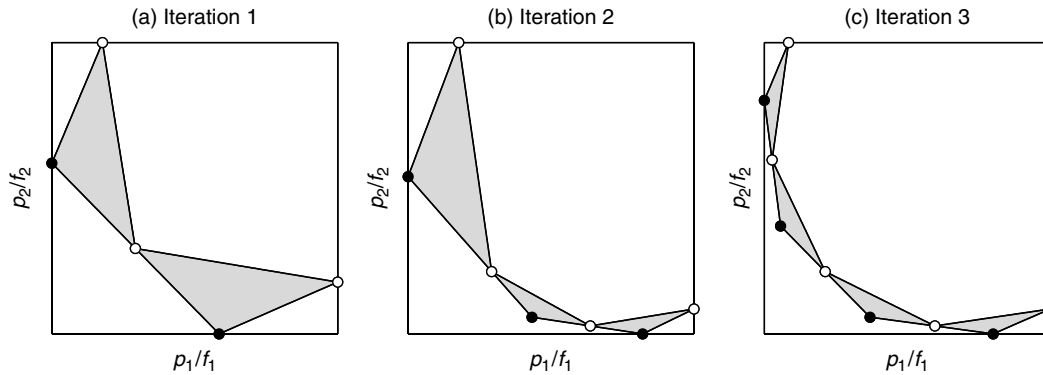 (a) Iteration 1
(b) Iteration 2
(c) Iteration 3
p2/f2
p2/f2
p2/f2
p1/f1
p1/f1
p1/f1